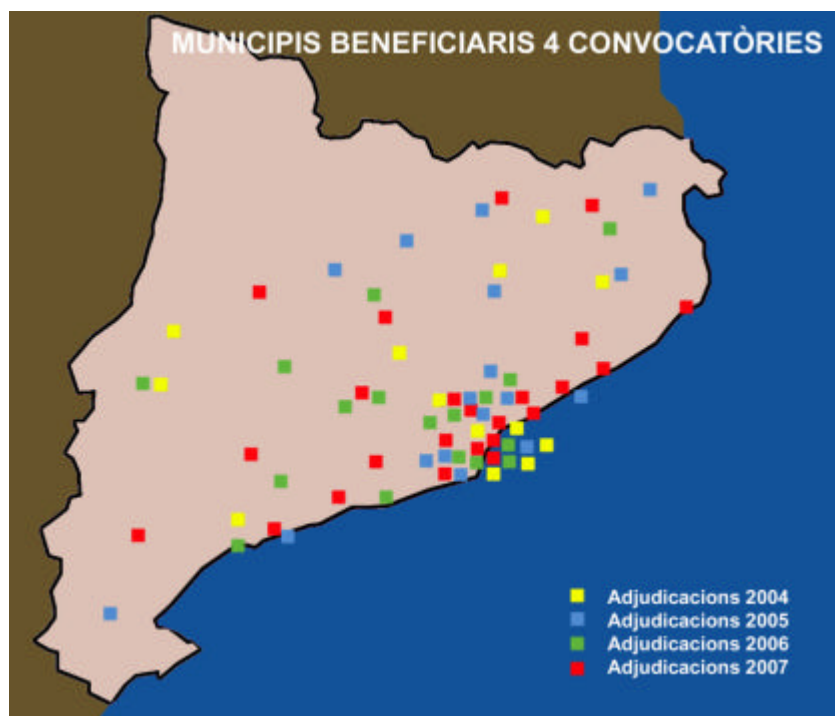 MUNICIPIS BENEFICIARIS 4 CONVOCATÒRIES
Adjudicacions 2004
Adjudicacions 2005
Adjudicacions 2006
Adjudicacions 2007